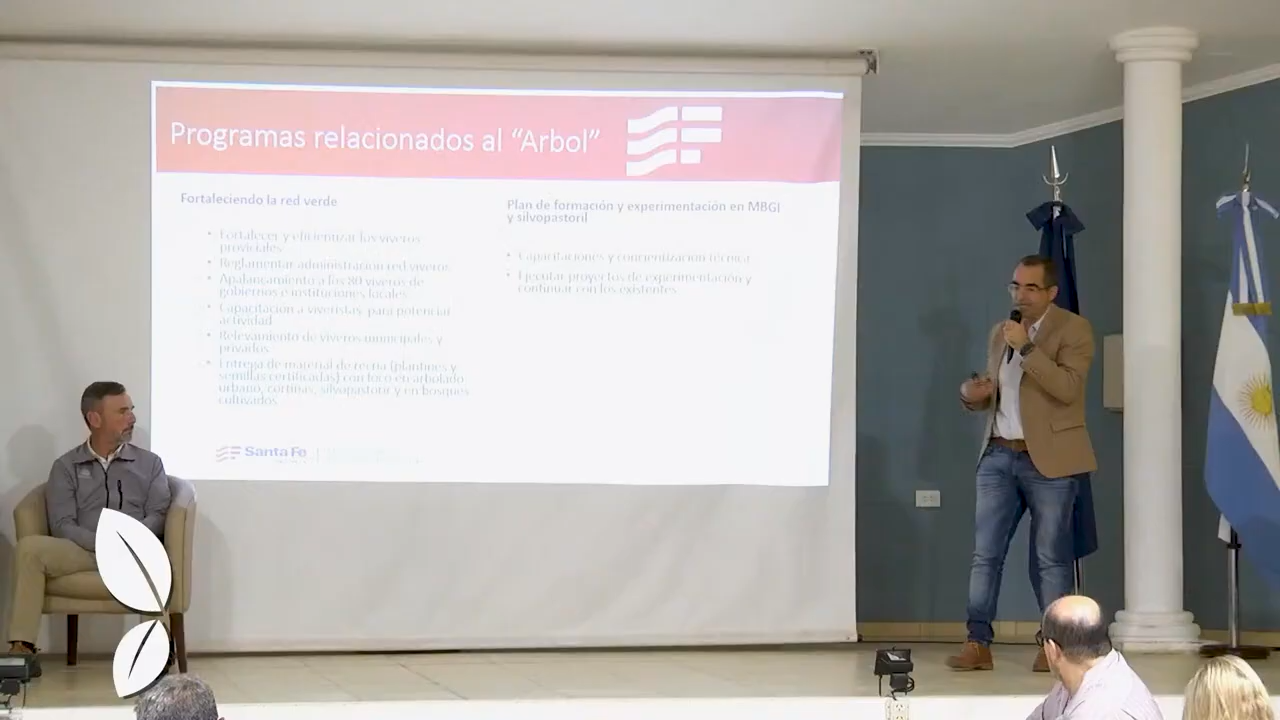 Programas relacionados al “Arbol”
Fortaleciendo la red verde
• Fortalecer y eficientizar los viveros
provinciales
• Reglamentar administración red viveros
• Apalancamiento a los 80 viveros de
gobiernos e instituciones locales
• Capacitación a viveristas para potenciar
actividad
• Relevamiento de viveros municipales y
privados
• Entrega de material de recría (plantines y
semillas certificadas) con foco en arbolado
urbano, cortinas, silvopastoril y en bosques
cultivados
Plan de formación y experimentación en MBGI
y silvopastoril
• Capacitaciones y concientización técnica
• Ejecutar proyectos de experimentación y
continuar con los existentes
Santa Fe